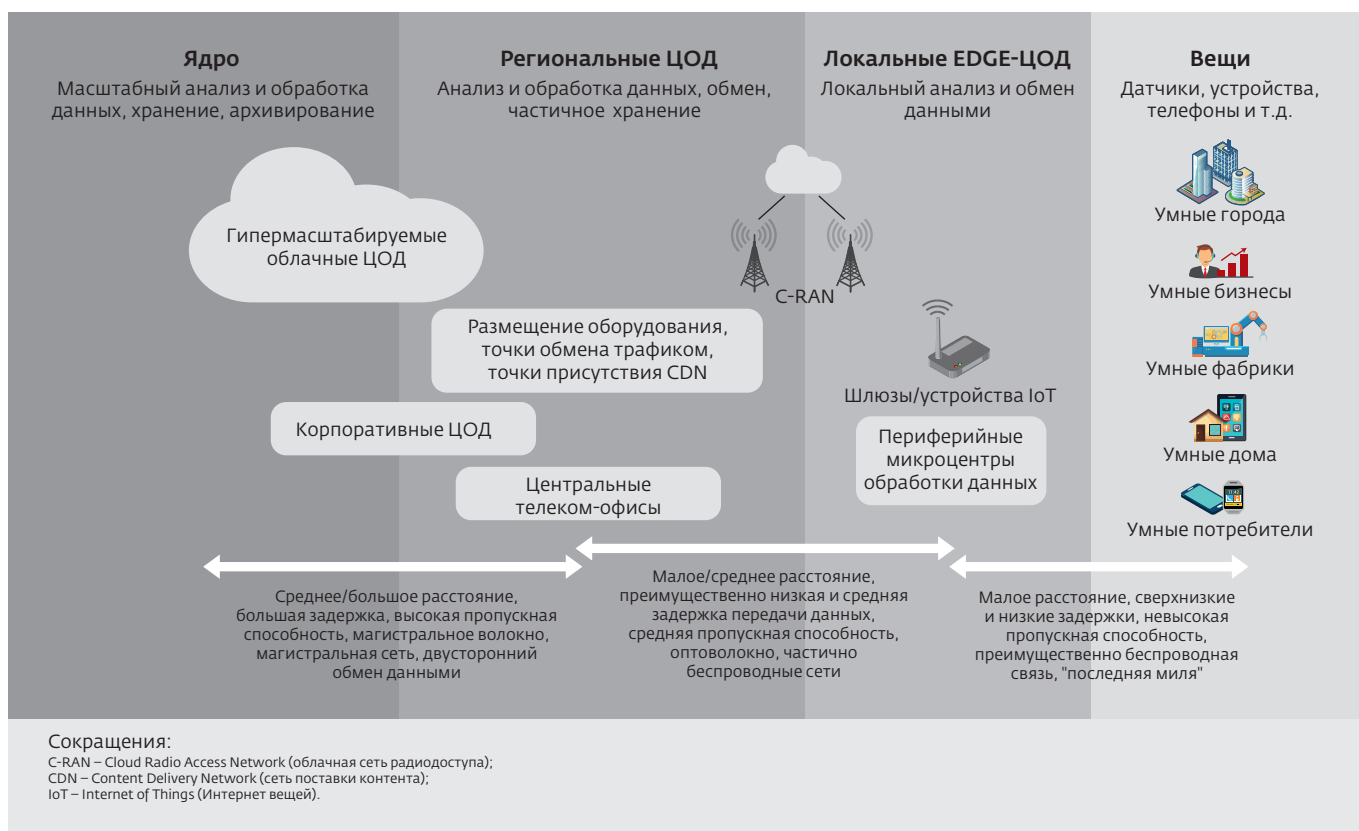 Ядро
Масштабный анализ и обработка
данных, хранение, архивирование
Региональные ЦОД
Анализ и обработка данных, обмен,
частичное хранение
Локальные EDGE-ЦОД
Локальный анализ и обмен
данными
Вещи
Датчики, устройства,
телефоны и т.д.
Гипермасштабируемые
облачные ЦОД
C-RAN
Размещение оборудования,
точки обмена трафиком,
точки присутствия CDN
Корпоративные ЦОД
Центральные
телеком-офисы
Шлюзы/устройства IoT
Периферийные
микроцентры
обработки данных
Умные города
Умные бизнесы
Умные фабрики
Умные дома
Умные потребители
Среднее/большое расстояние,
большая задержка, высокая пропускная
способность, магистральное волокно,
магистральная сеть, двусторонний
обмен данными
Малое/среднее расстояние,
преимущественно низкая и средняя
задержка передачи данных,
средняя пропускная способность,
оптоволокно, частично
беспроводные сети
Малое расстояние, сверхнизкие
и низкие задержки, невысокая
пропускная способность,
преимущественно беспроводная
связь, "последняя миля"
Сокращения:
C-RAN – Cloud Radio Access Network (облачная сеть радиодоступа);
CDN – Content Delivery Network (сеть поставки контента);
IoT – Internet of Things (Интернет вещей).